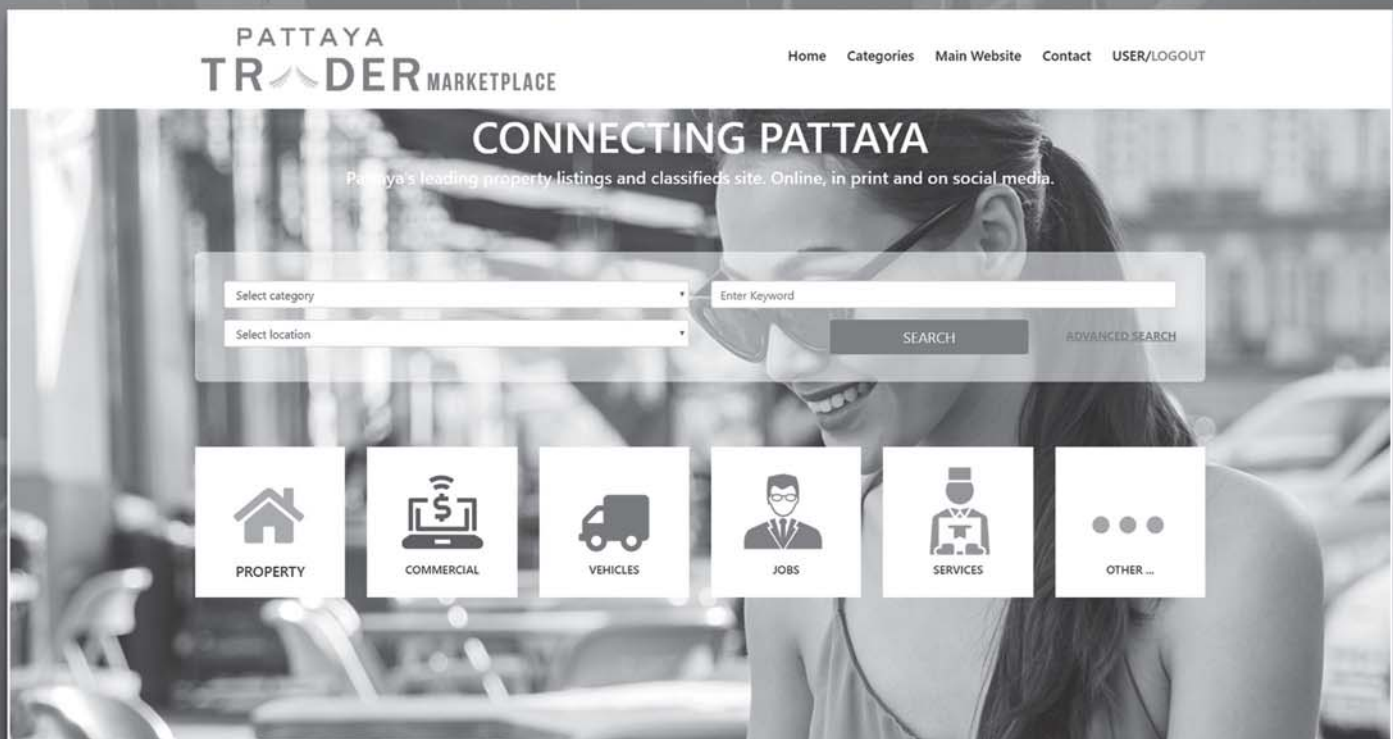 PATTAYA
TRADER MARKETPLACE
Home Categories Main Website Contact USER/LOGOUT
CONNECTING PATTAYA
Pattaya's leading property listings and classifieds site. Online, in print and on social media.
Select category
Enter Keyword
Select location
SEARCH
ADVANCED SEARCH
$
PROPERTY
COMMERCIAL
VEHICLES
JOBS
SERVICES
OTHER ...